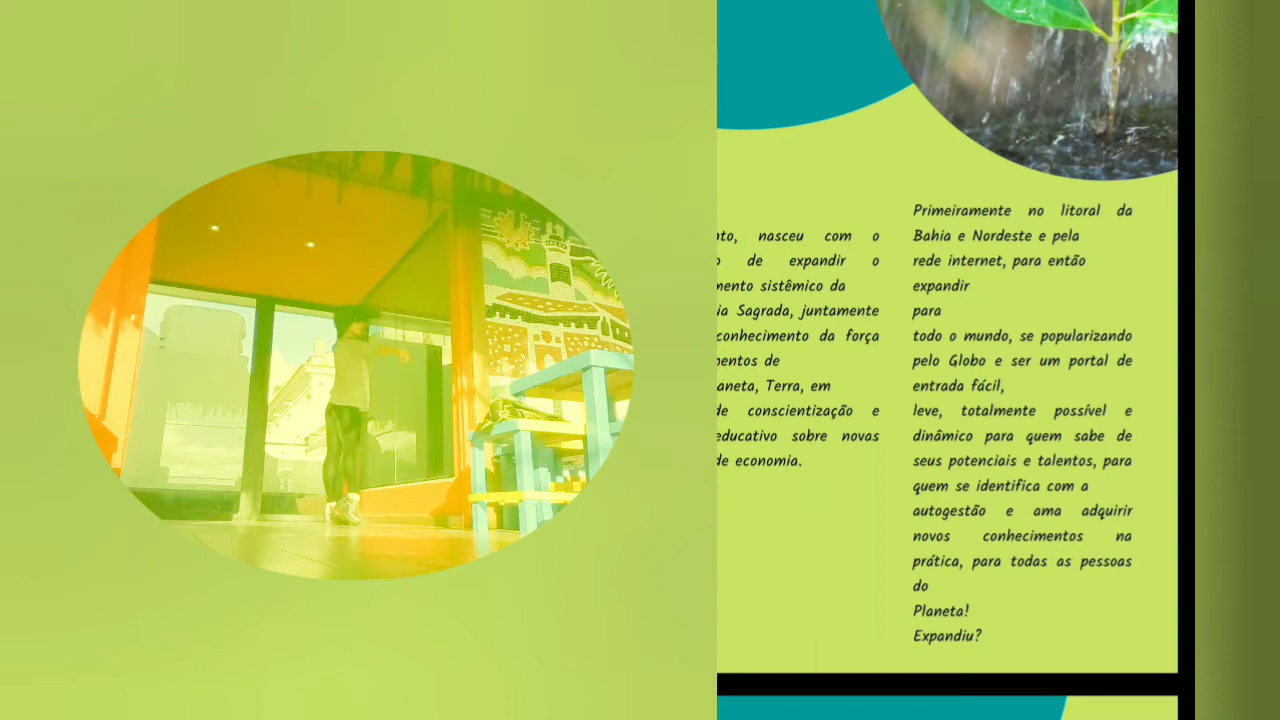 nasceu com o
de expandir o
sistêmico da
Sagrada, juntamente
conhecimento da força
de
Terra, em
de conscientização e
educativo sobre novas
de economia.
Primeiramente no litoral da
Bahia e Nordeste e pela
rede internet, para então
expandir
para
todo o mundo, se popularizando
pelo Globo e ser um portal de
entrada fácil,
leve, totalmente possível e
dinâmico para quem sabe de
seus potenciais e talentos, para
quem se identifica com a
autogestão e ama adquirir
novos conhecimentos na
prática, para todas as pessoas
do
Planeta!
Expandiu?